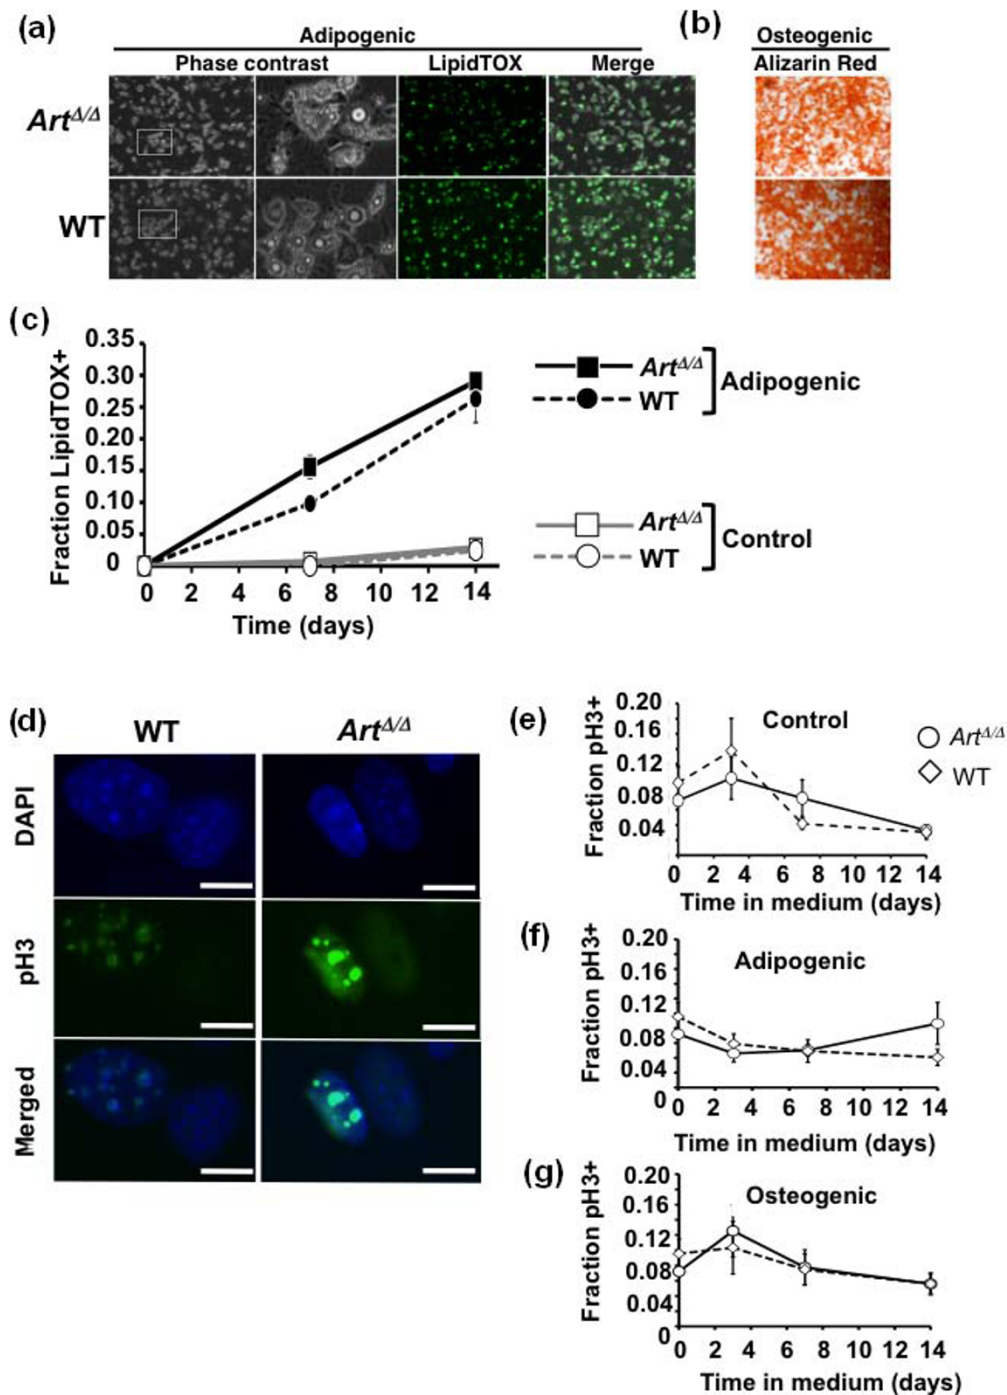 (a)
Adipogenic
Phase contrast LipidTOX Merge
Art^Δ/Δ
WT
(b)
Osteogenic
Alizarin Red
(c)
Fraction LipidTOX+
0.35
0.30
0.25
0.20
0.15
0.10
0.05
0
0 2 4 6 8 10 12 14
Time (days)
Art^Δ/Δ
WT
Adipogenic
Art^Δ/Δ
WT
Control
(d)
WT Art^Δ/Δ
DAPI
pH3
Merged
(e)
Fraction pH3+
0.20
0.16
0.12
0.08
0.04
Control
Art^Δ/Δ
WT
0 2 4 6 8 10 12 14
Time in medium (days)
(f)
Fraction pH3+
0.20
0.16
0.12
0.08
0.04
0
Adipogenic
0 2 4 6 8 10 12 14
Time in medium (days)
(g)
Fraction pH3+
0.20
0.16
0.12
0.08
0.04
0
Osteogenic
0 2 4 6 8 10 12 14
Time in medium (days)